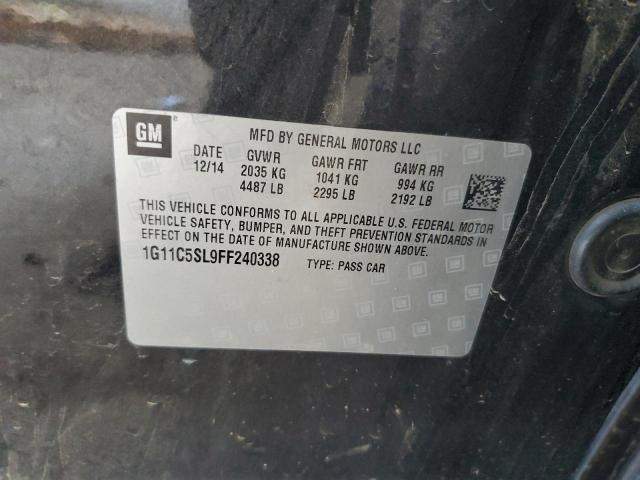 GM
MFD BY GENERAL MOTORS LLC
DATE GVWR GAWR FRT GAWR RR
12/14 2035 KG 1041 KG 994 KG
4487 LB 2295 LB 2192 LB
THIS VEHICLE CONFORMS TO ALL APPLICABLE U.S. FEDERAL MOTOR
VEHICLE SAFETY, BUMPER, AND THEFT PREVENTION STANDARDS IN
EFFECT ON THE DATE OF MANUFACTURE SHOWN ABOVE.
1G11C5SL9FF240338 TYPE: PASS CAR